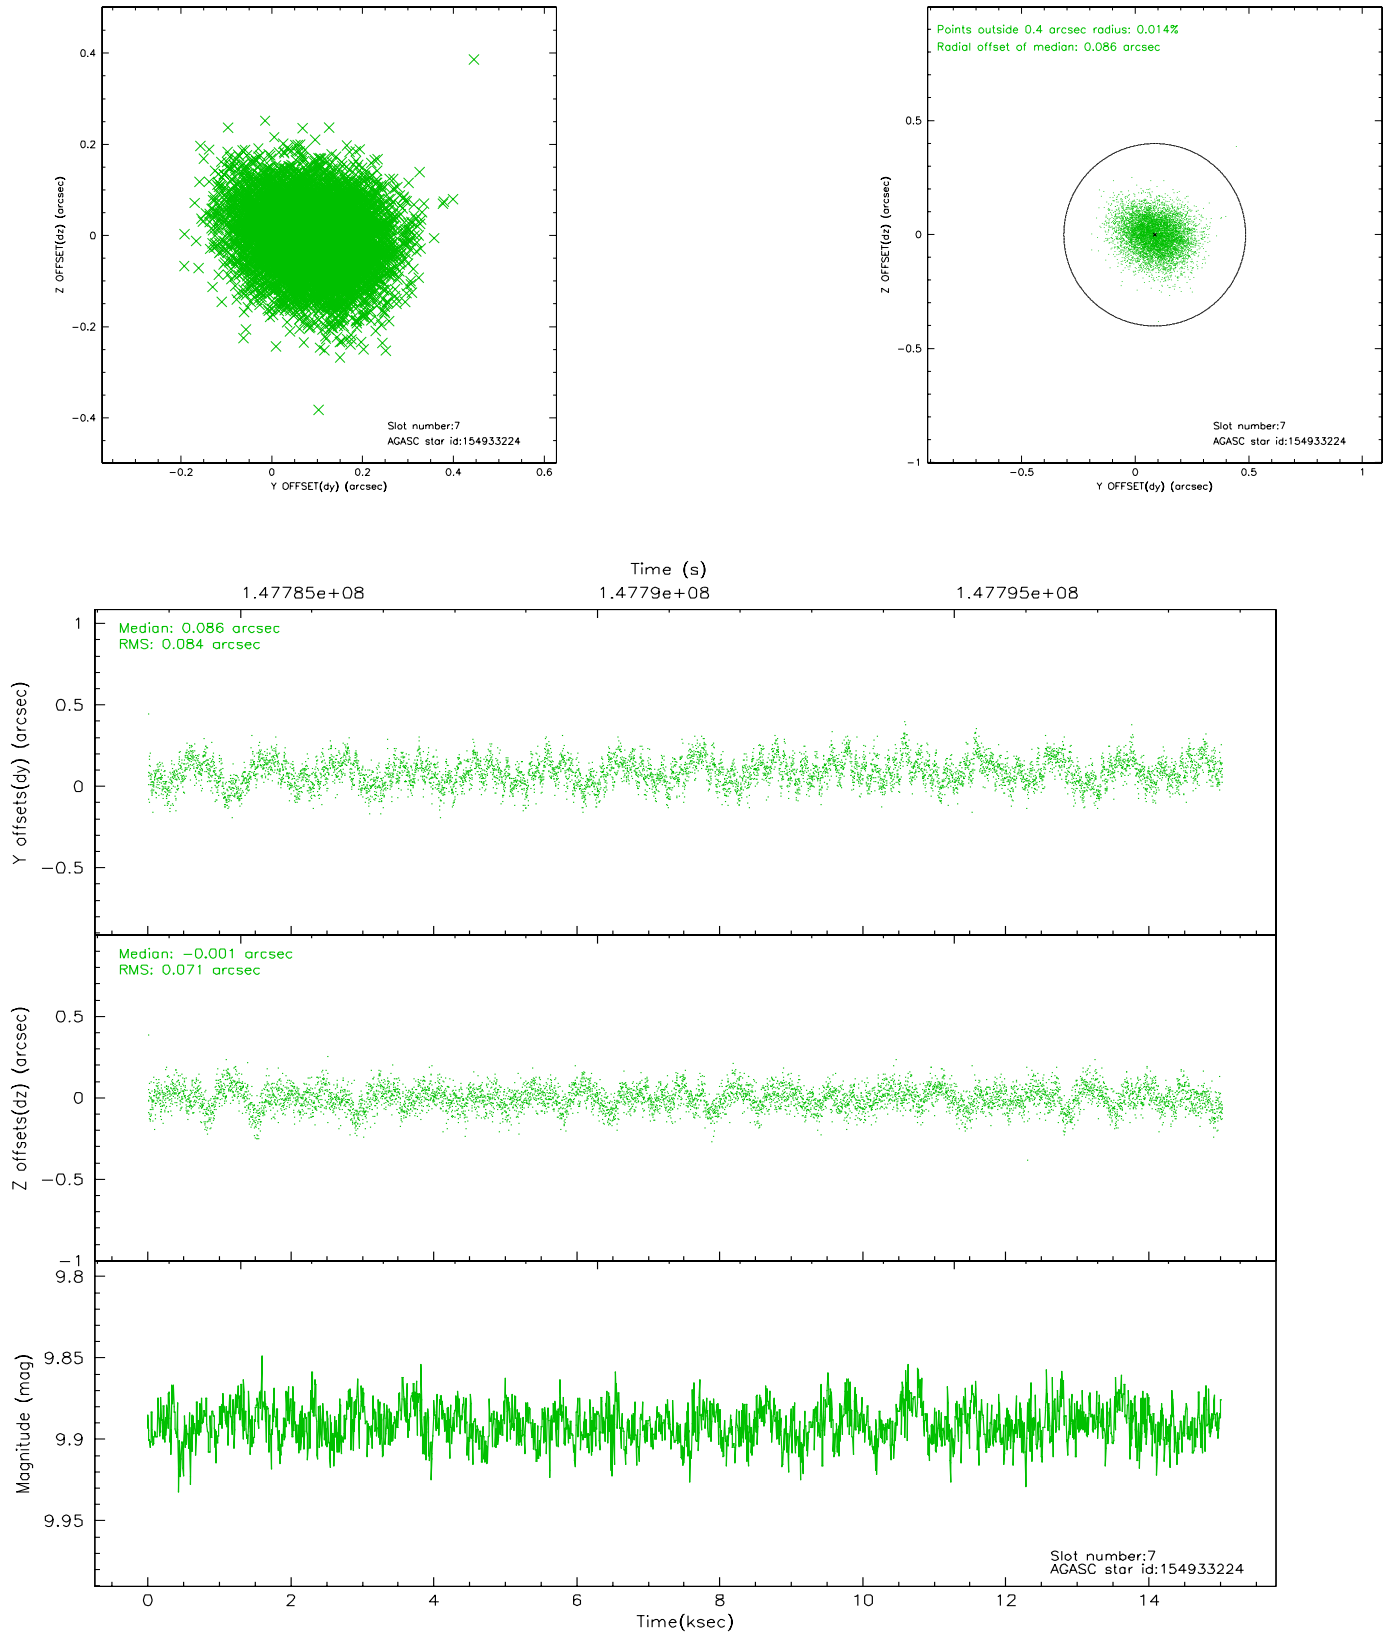 0.4
0.2
0
-0.2
-0.4
Z OFFSET(dz) (arcsec)
-0.2 0 0.2 0.4 0.6
Y OFFSET(dy) (arcsec)
Slot number:7
AGASC star id:154933224
Points outside 0.4 arcsec radius: 0.014%
Radial offset of median: 0.086 arcsec
0.5
0
-0.5
-1
Z OFFSET(dz) (arcsec)
-0.5 0 0.5 1
Y OFFSET(dy) (arcsec)
Slot number:7
AGASC star id:154933224
Time (s)
1.47785e+08 1.4779e+08 1.47795e+08
Median: 0.086 arcsec
RMS: 0.084 arcsec
1
0.5
0
-0.5
Y offsets(dy) (arcsec)
Median: -0.001 arcsec
RMS: 0.071 arcsec
0.5
0
-0.5
-1
Z offsets(dz) (arcsec)
9.8
9.85
9.9
9.95
Magnitude (mag)
Slot number:7
AGASC star id:154933224
0 2 4 6 8 10 12 14
Time(ksec)